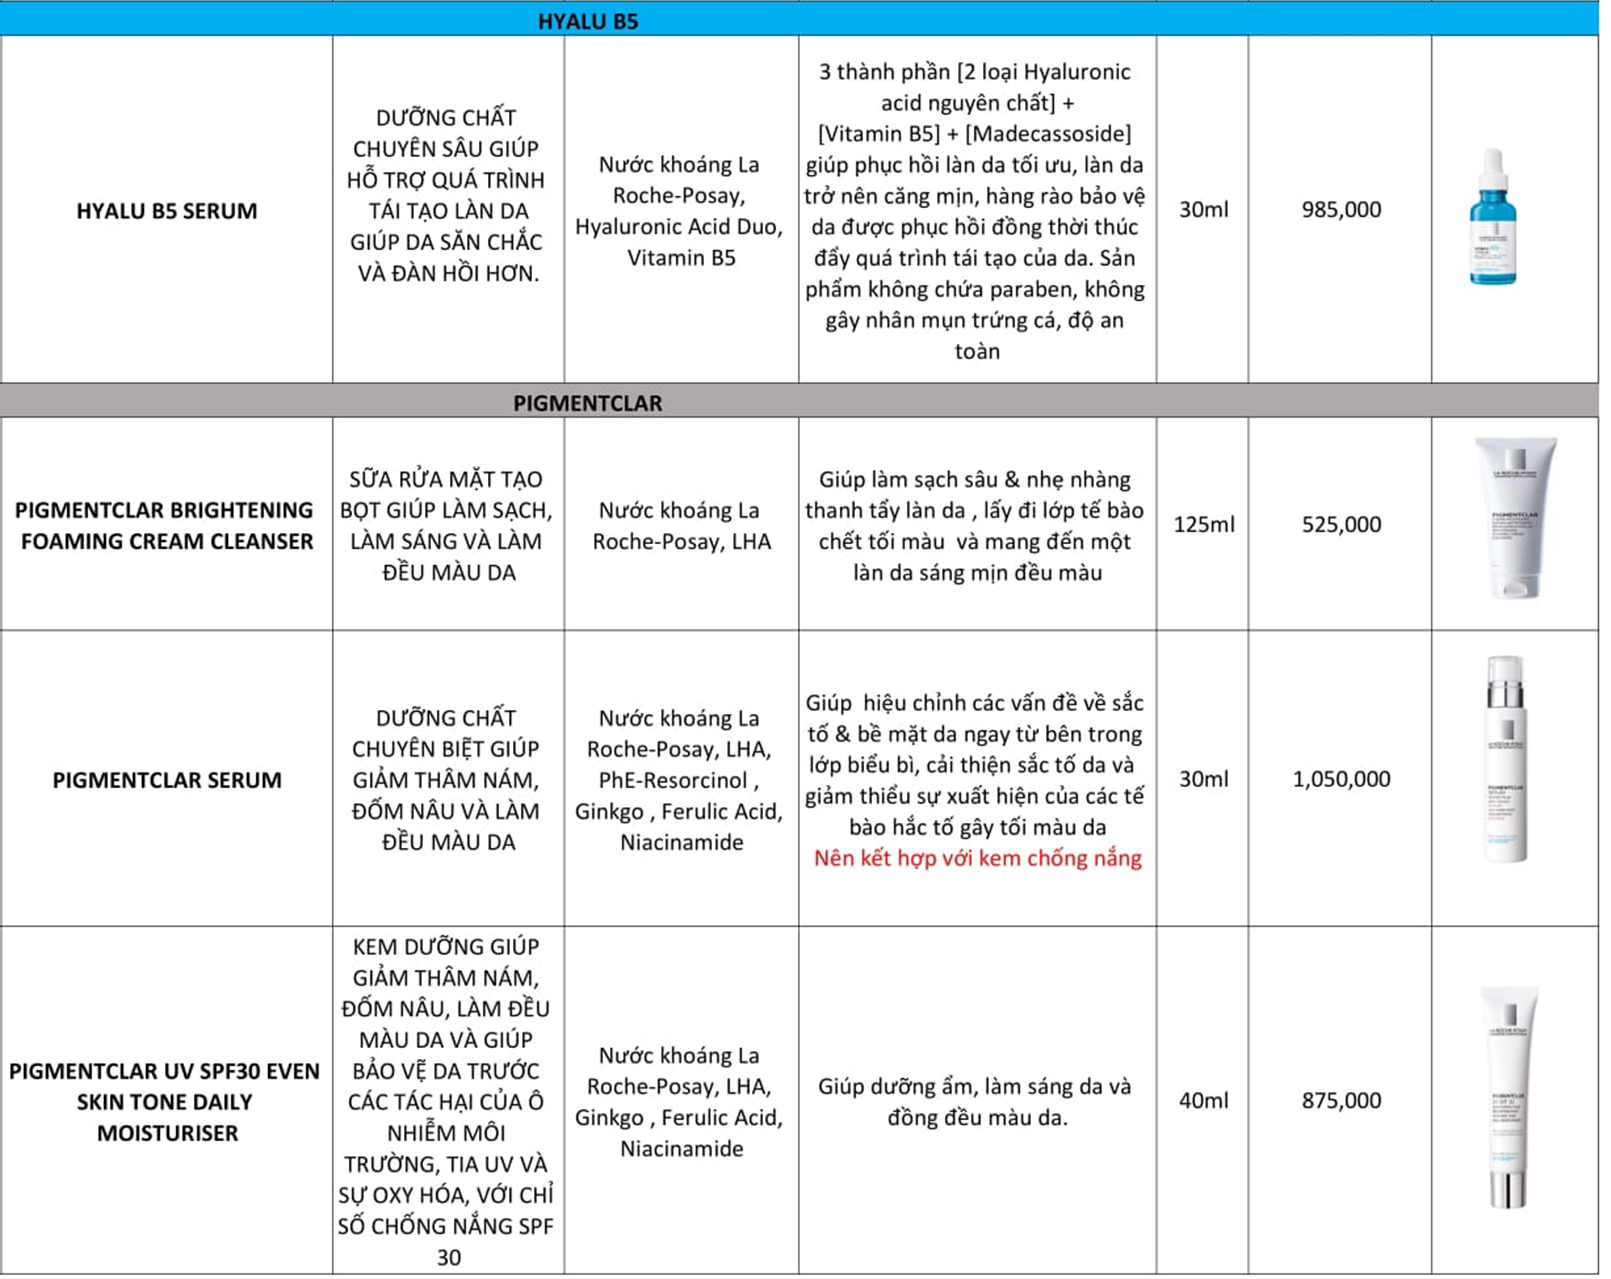 HYALU B5
HYALU B5 SERUM
DƯỠNG CHẤT
CHUYÊN SÂU GIÚP
HỖ TRỢ QUÁ TRÌNH
TÁI TẠO LÀN DA
GIÚP DA SĂN CHẮC
VÀ ĐÀN HỒI HƠN.
Nước khoáng La
Roche-Posay,
Hyaluronic Acid Duo,
Vitamin B5
3 thành phần [2 loại Hyaluronic
acid nguyên chất] +
[Vitamin B5] + [Madecassoside]
giúp phục hồi làn da tối ưu, làn da
trở nên căng mịn, hàng rào bảo vệ
da được phục hồi đồng thời thúc
đẩy quá trình tái tạo của da. Sản
phẩm không chứa paraben, không
gây nhân mụn trứng cá, độ an
toàn
30ml
985,000
PIGMENTCLAR
PIGMENTCLAR BRIGHTENING
FOAMING CREAM CLEANSER
SỮA RỬA MẶT TẠO
BỌT GIÚP LÀM SẠCH,
LÀM SÁNG VÀ LÀM
ĐỀU MÀU DA
Nước khoáng La
Roche-Posay, LHA
Giúp làm sạch sâu & nhẹ nhàng
thanh tẩy làn da , lấy đi lớp tế bào
chết tối màu và mang đến một
làn da sáng mịn đều màu
125ml
525,000
LA ROCHE-POSAY
PIGMENTCLAR
PIGMENTCLAR SERUM
DƯỠNG CHẤT
CHUYÊN BIỆT GIÚP
GIẢM THÂM NÁM,
ĐỐM NÂU VÀ LÀM
ĐỀU MÀU DA
Nước khoáng La
Roche-Posay, LHA,
PhE-Resorcinol ,
Ginkgo , Ferulic Acid,
Niacinamide
Giúp hiệu chỉnh các vấn đề về sắc
tố & bề mặt da ngay từ bên trong
lớp biểu bì, cải thiện sắc tố da và
giảm thiểu sự xuất hiện của các tế
bào hắc tố gây tối màu da
Nên kết hợp với kem chống nắng
30ml
1,050,000
LA ROCHE-POSAY
PIGMENTCLAR
SERUM
PIGMENTCLAR UV SPF30 EVEN
SKIN TONE DAILY
MOISTURISER
KEM DƯỠNG GIÚP
GIẢM THÂM NÁM,
ĐỐM NÂU, LÀM ĐỀU
MÀU DA VÀ GIÚP
BẢO VỆ DA TRƯỚC
CÁC TÁC HẠI CỦA Ô
NHIỄM MÔI
TRƯỜNG, TIA UV VÀ
SỰ OXY HÓA, VỚI CHỈ
SỐ CHỐNG NẮNG SPF
30
Nước khoáng La
Roche-Posay, LHA,
Ginkgo , Ferulic Acid,
Niacinamide
Giúp dưỡng ẩm, làm sáng da và
đồng đều màu da.
40ml
875,000
LA ROCHE-POSAY
PIGMENTCLAR